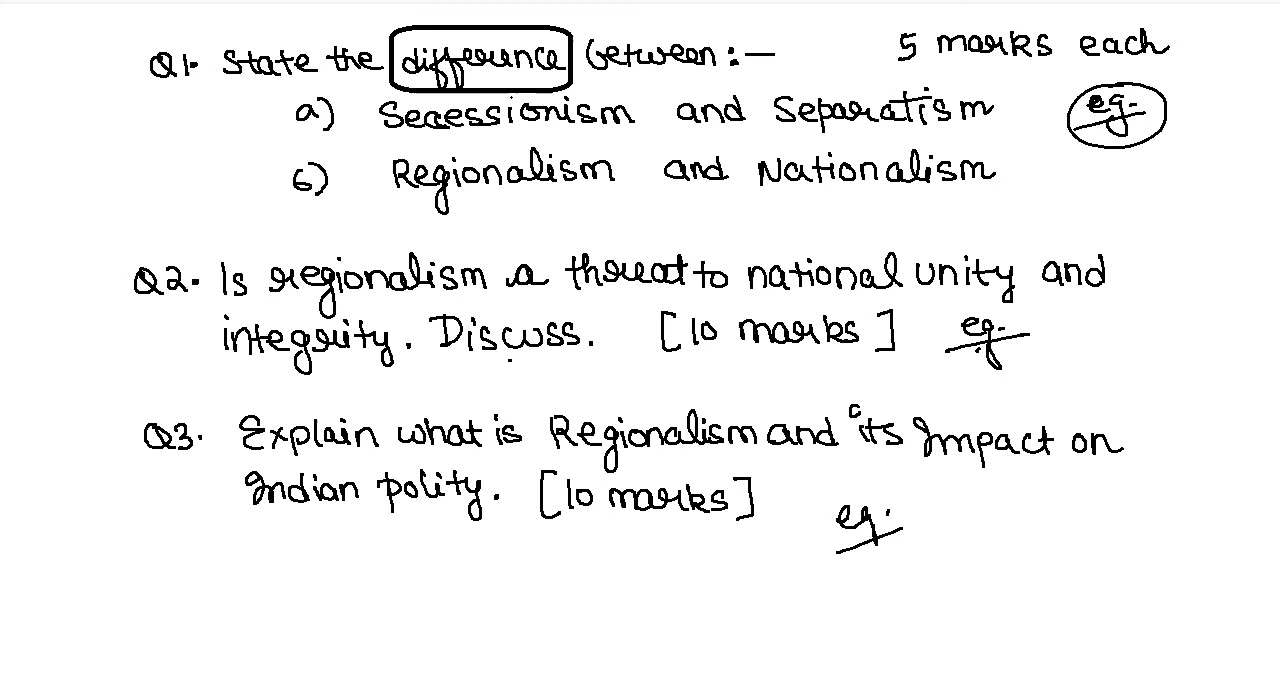 Q1. State the difference between :— 5 marks each
a) Secessionism and Separatism eg.
b) Regionalism and Nationalism
Q2. Is regionalism a threat to national unity and
integrity. Discuss. [10 marks] eg.
Q3. Explain what is Regionalism and its Impact on
Indian polity. [10 marks]
eg.